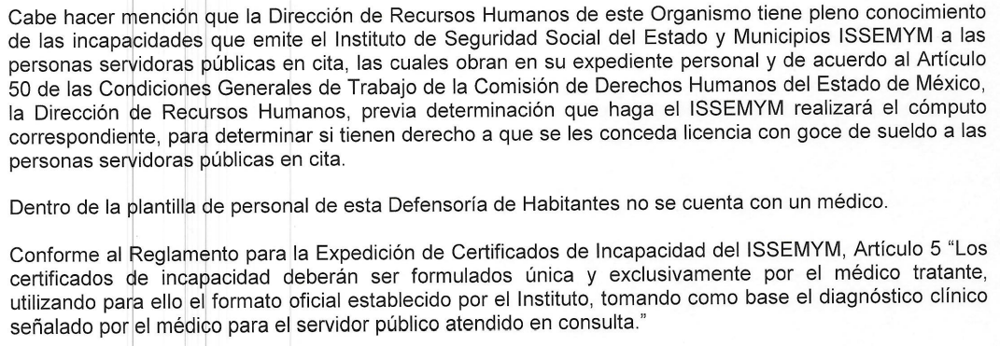 Cabe hacer mención que la Dirección de Recursos Humanos de este Organismo tiene pleno conocimiento
de las incapacidades que emite el Instituto de Seguridad Social del Estado y Municipios ISSEMYM a las
personas servidoras públicas en cita, las cuales obran en su expediente personal y de acuerdo al Artículo
50 de las Condiciones Generales de Trabajo de la Comisión de Derechos Humanos del Estado de México,
la Dirección de Recursos Humanos, previa determinación que haga el ISSEMYM realizará el cómputo
correspondiente, para determinar si tienen derecho a que se les conceda licencia con goce de sueldo a las
personas servidoras públicas en cita.
Dentro de la plantilla de personal de esta Defensoría de Habitantes no se cuenta con un médico.
Conforme al Reglamento para la Expedición de Certificados de Incapacidad del ISSEMYM, Artículo 5 “Los
certificados de incapacidad deberán ser formulados única y exclusivamente por el médico tratante,
utilizando para ello el formato oficial establecido por el Instituto, tomando como base el diagnóstico clínico
señalado por el médico para el servidor público atendido en consulta.”